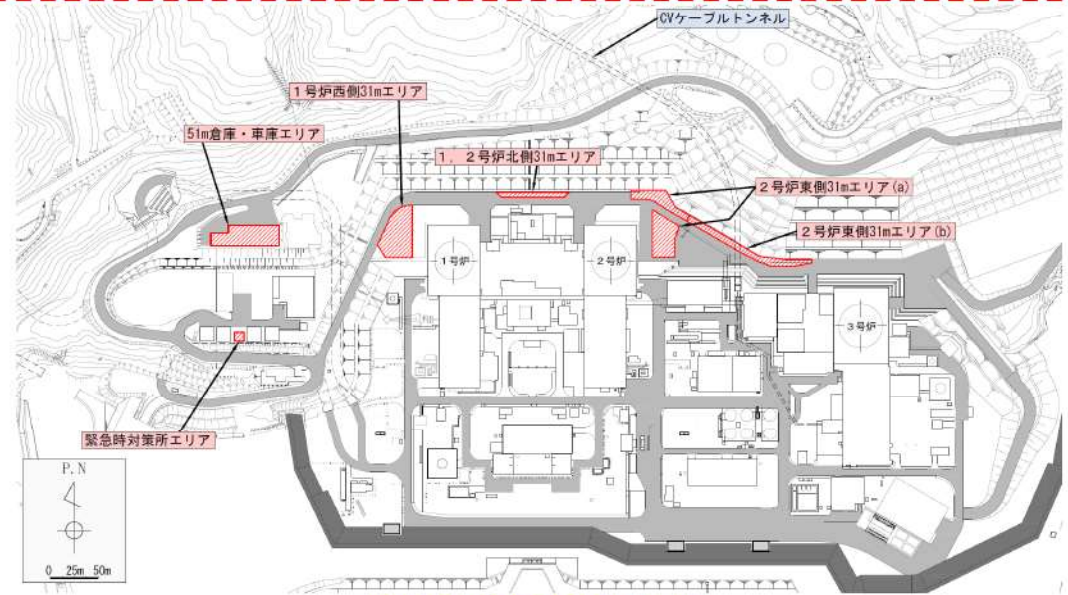 CVケーブルトンネル
1号炉西側31mエリア
51m倉庫・車庫エリア
1,2号炉北側31mエリア
2号炉東側31mエリア(a)
2号炉東側31mエリア(b)
1号炉
2号炉
3号炉
緊急時対策所エリア
P.N
0 25m 50m